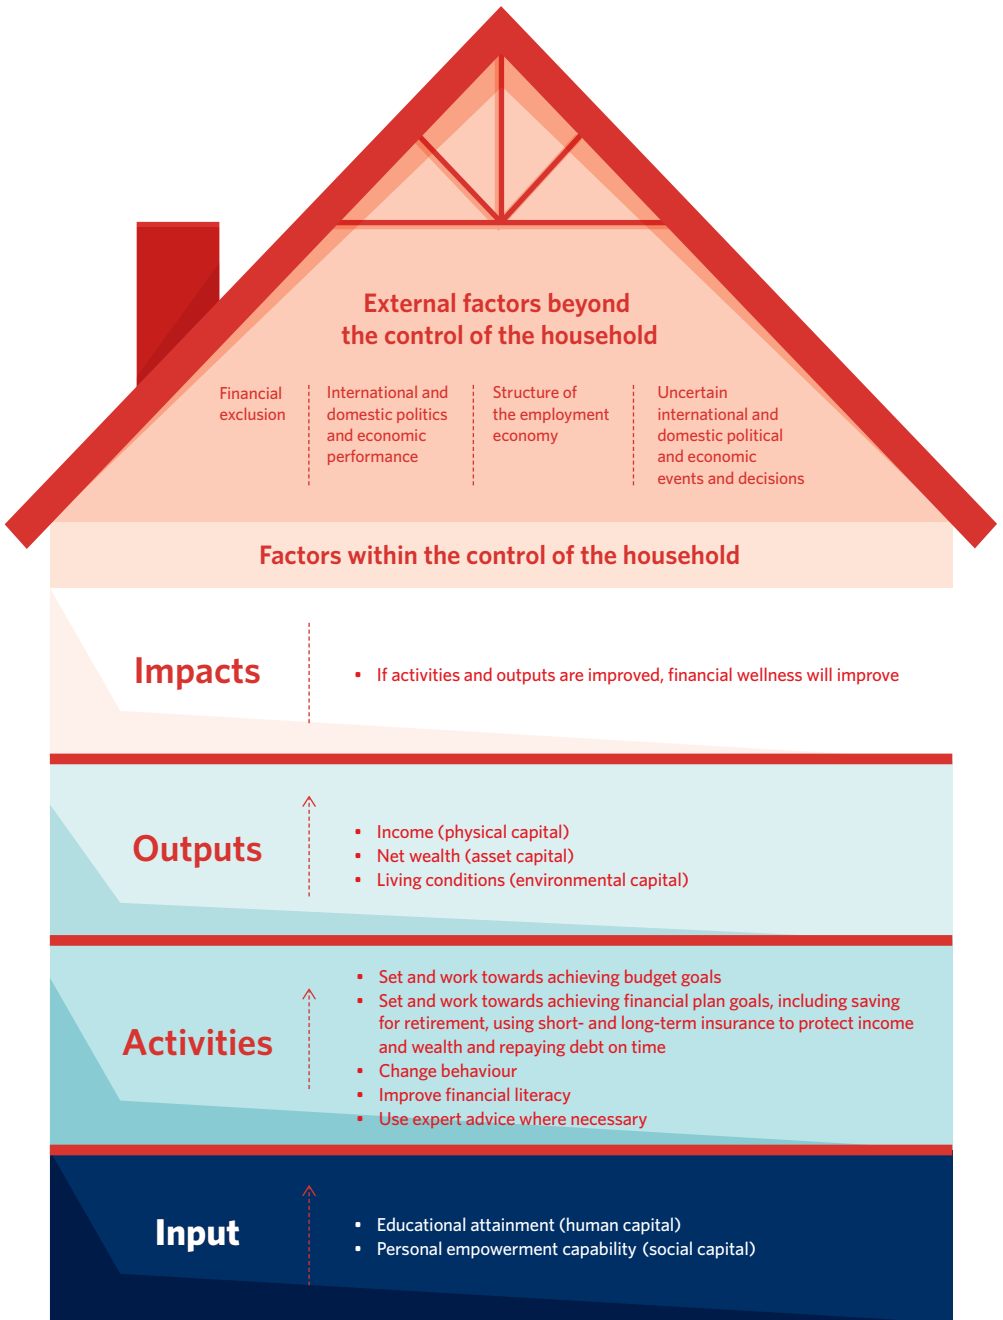 External factors beyond
the control of the household
Financial
exclusion
International and
domestic politics
and economic
performance
Structure of
the employment
economy
Uncertain
international and
domestic political
and economic
events and decisions
Factors within the control of the household
Impacts
▪ If activities and outputs are improved, financial wellness will improve
Outputs
▪ Income (physical capital)
▪ Net wealth (asset capital)
▪ Living conditions (environmental capital)
Activities
▪ Set and work towards achieving budget goals
▪ Set and work towards achieving financial plan goals, including saving
for retirement, using short- and long-term insurance to protect income
and wealth and repaying debt on time
▪ Change behaviour
▪ Improve financial literacy
▪ Use expert advice where necessary
Input
▪ Educational attainment (human capital)
▪ Personal empowerment capability (social capital)